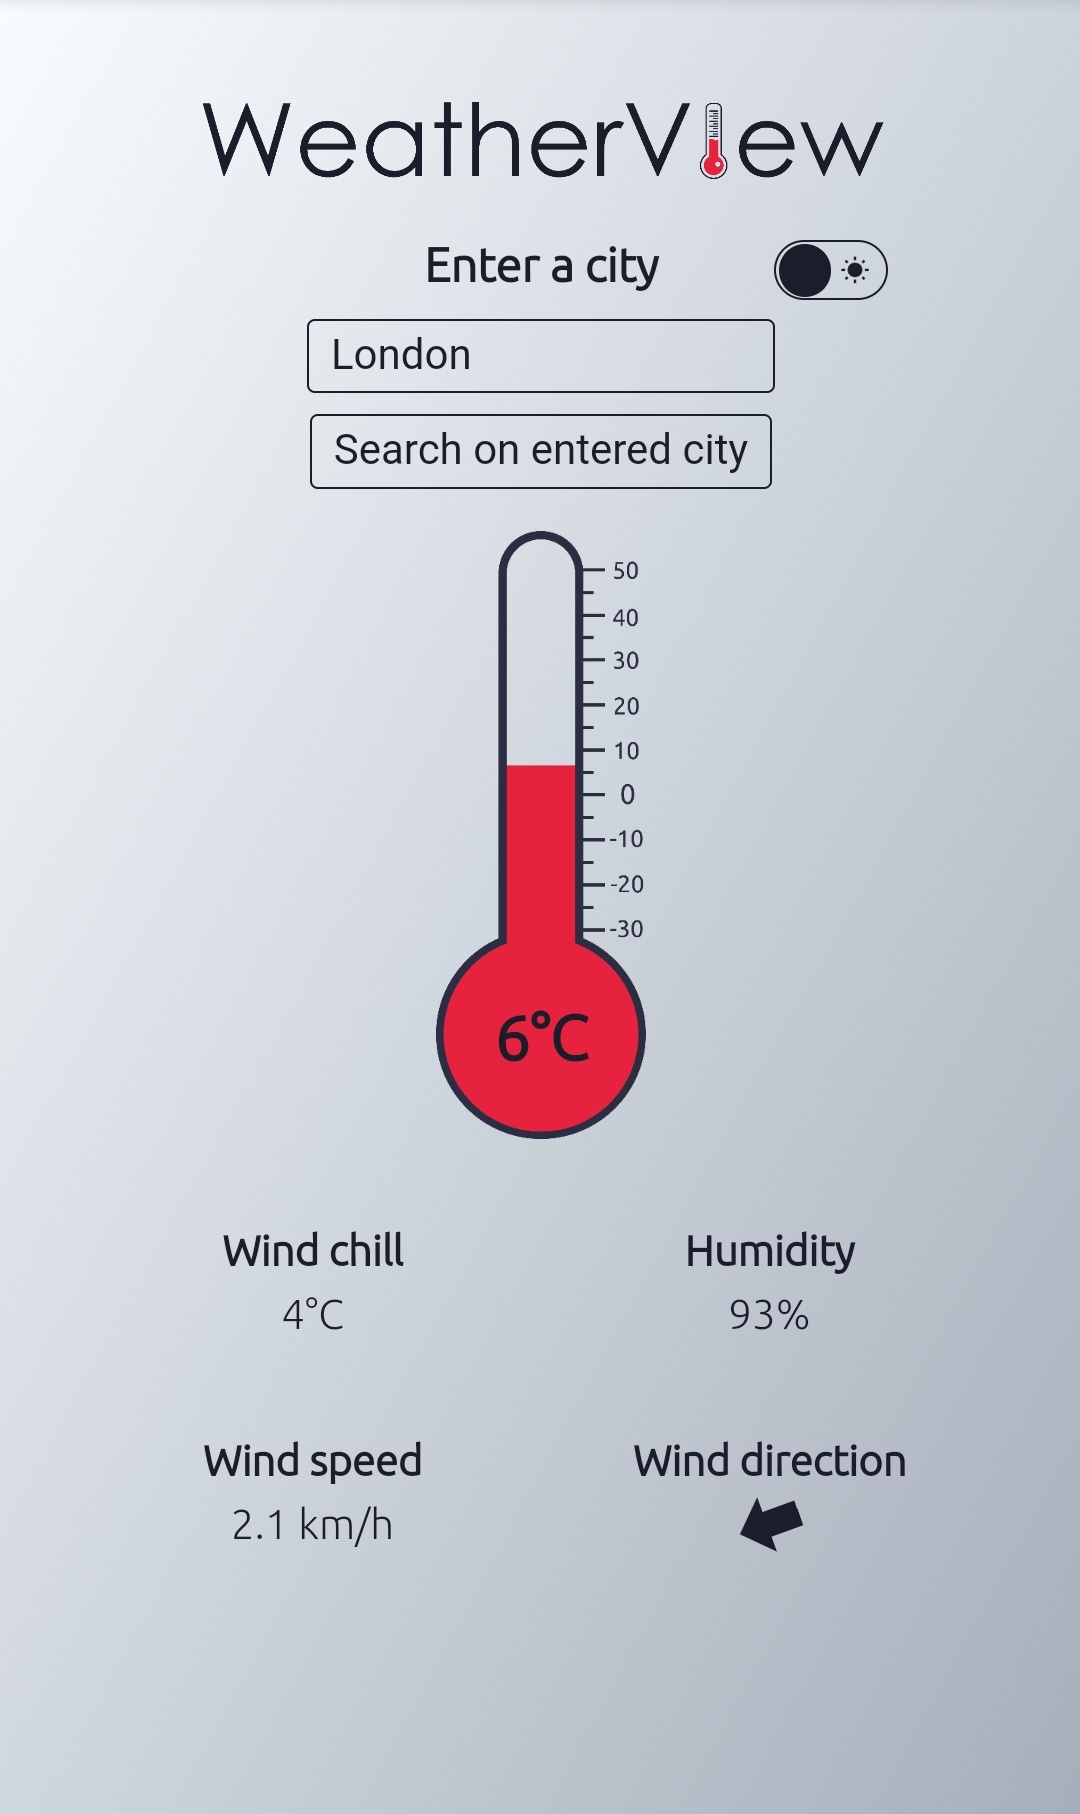 WeatherView
Enter a city
London
Search on entered city
50
40
30
20
10
0
-10
-20
-30
6°C
Wind chill
Humidity
4°C
93%
Wind speed
Wind direction
2.1 km/h